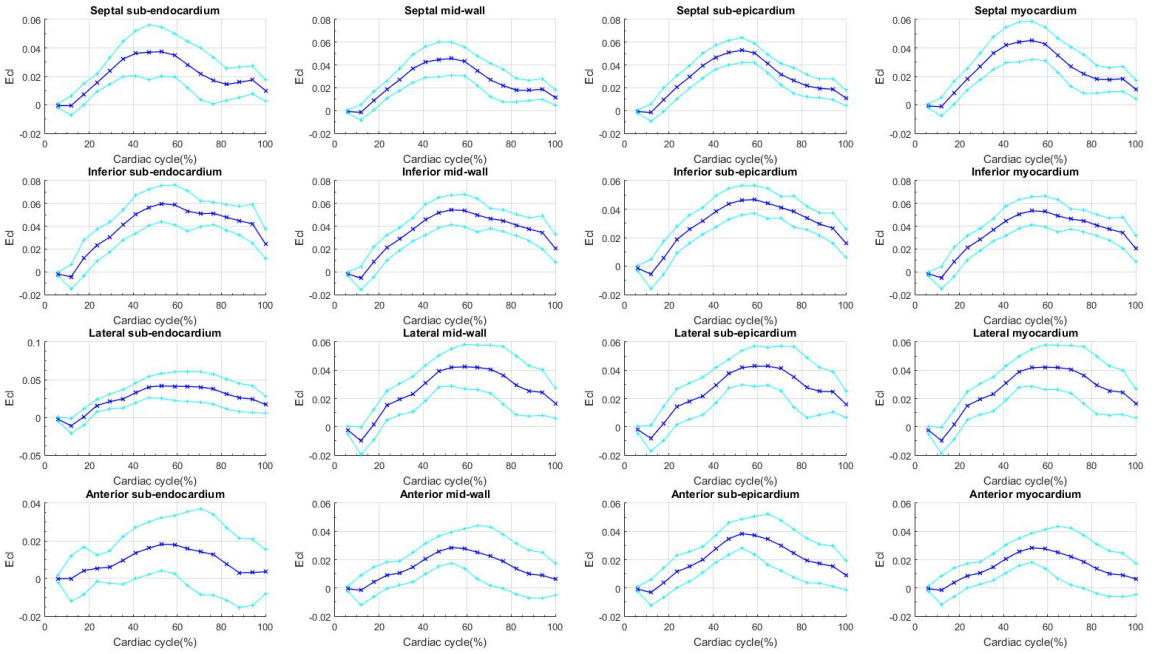 Septal sub-endocardium
0.06
0.04
0.02
0
-0.02
Ecl
0 20 40 60 80 100
Cardiac cycle(%)
Septal mid-wall
0.08
0.06
0.04
0.02
0
-0.02
Ecl
0 20 40 60 80 100
Cardiac cycle(%)
Septal sub-epicardium
0.08
0.06
0.04
0.02
0
-0.02
Ecl
0 20 40 60 80 100
Cardiac cycle(%)
Septal myocardium
0.06
0.04
0.02
0
-0.02
Ecl
0 20 40 60 80 100
Cardiac cycle(%)
Inferior sub-endocardium
0.08
0.06
0.04
0.02
0
-0.02
Ecl
0 20 40 60 80 100
Cardiac cycle(%)
Inferior mid-wall
0.08
0.06
0.04
0.02
0
-0.02
Ecl
0 20 40 60 80 100
Cardiac cycle(%)
Inferior sub-epicardium
0.06
0.04
0.02
0
-0.02
Ecl
0 20 40 60 80 100
Cardiac cycle(%)
Inferior myocardium
0.08
0.06
0.04
0.02
0
-0.02
Ecl
0 20 40 60 80 100
Cardiac cycle(%)
Lateral sub-endocardium
0.1
0.05
0
-0.05
Ecl
0 20 40 60 80 100
Cardiac cycle(%)
Lateral mid-wall
0.06
0.04
0.02
0
-0.02
Ecl
0 20 40 60 80 100
Cardiac cycle(%)
Lateral sub-epicardium
0.06
0.04
0.02
0
-0.02
Ecl
0 20 40 60 80 100
Cardiac cycle(%)
Lateral myocardium
0.06
0.04
0.02
0
-0.02
Ecl
0 20 40 60 80 100
Cardiac cycle(%)
Anterior sub-endocardium
0.04
0.02
0
-0.02
Ecl
0 20 40 60 80 100
Cardiac cycle(%)
Anterior mid-wall
0.06
0.04
0.02
0
-0.02
Ecl
0 20 40 60 80 100
Cardiac cycle(%)
Anterior sub-epicardium
0.06
0.04
0.02
0
-0.02
Ecl
0 20 40 60 80 100
Cardiac cycle(%)
Anterior myocardium
0.06
0.04
0.02
0
-0.02
Ecl
0 20 40 60 80 100
Cardiac cycle(%)